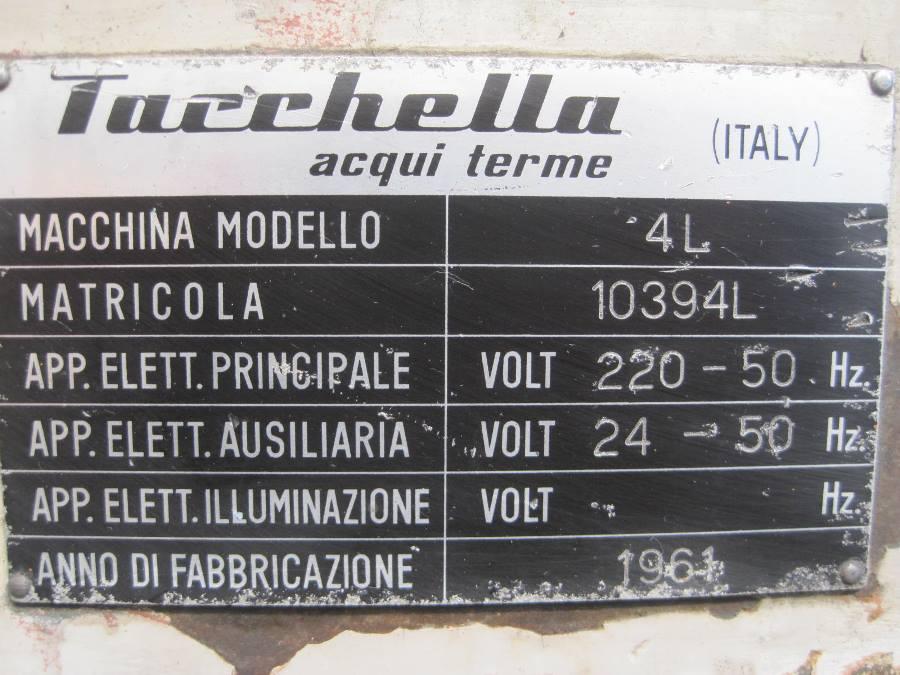 Tacchella
acqui terme
(ITALY)
MACCHINA MODELLO 4L
MATRICOLA 10394L
APP. ELETT. PRINCIPALE VOLT 220 - 50 Hz.
APP. ELETT. AUSILIARIA VOLT 24 - 50 Hz.
APP. ELETT. ILLUMINAZIONE VOLT Hz.
ANNO DI FABBRICAZIONE 1961